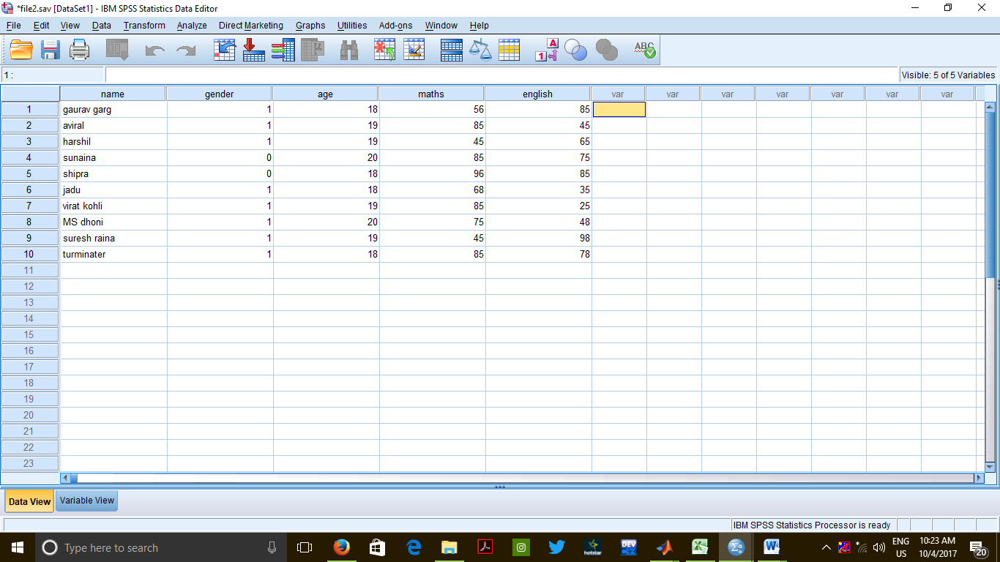 *file2.sav [DataSet1] - IBM SPSS Statistics Data Editor
File Edit View Data Transform Analyze Direct Marketing Graphs Utilities Add-ons Window Help
1 A ABC
1 : Visible: 5 of 5 Variables
name gender age maths english var var var var var var var
1 gaurav garg 1 18 56 85
2 aviral 1 19 85 45
3 harshil 1 19 45 65
4 sunaina 0 20 85 75
5 shipra 0 18 96 85
6 jadu 1 18 68 35
7 virat kohli 1 19 85 25
8 MS dhoni 1 20 75 48
9 suresh raina 1 19 45 98
10 turminater 1 18 85 78
11
12
13
14
15
16
17
18
19
20
21
22
23
Data View Variable View
IBM SPSS Statistics Processor is ready
Type here to search hotstar DEV ENG US 10:23 AM 10/4/2017 20